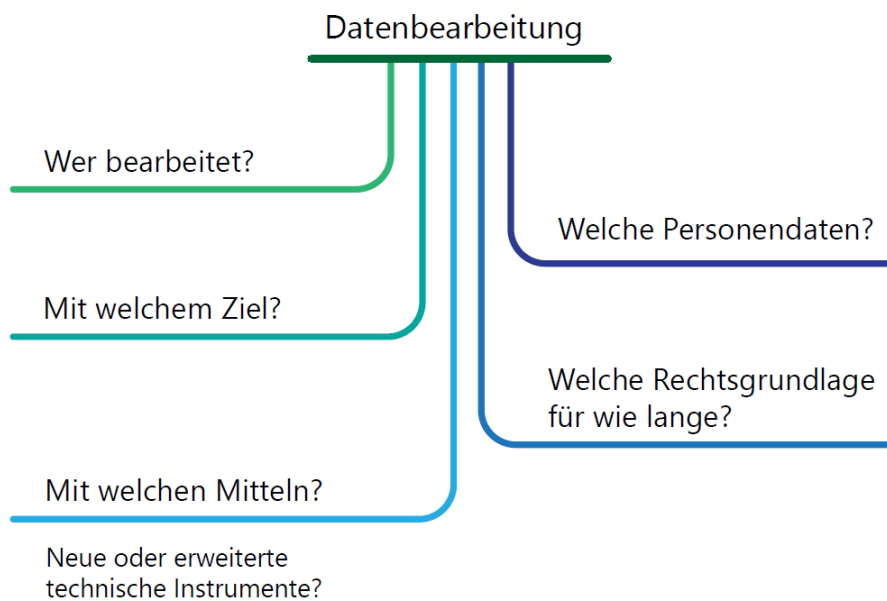 Datenbearbeitung
Wer bearbeitet?
Welche Personendaten?
Mit welchem Ziel?
Welche Rechtsgrundlage
für wie lange?
Mit welchen Mitteln?
Neue oder erweiterte
technische Instrumente?